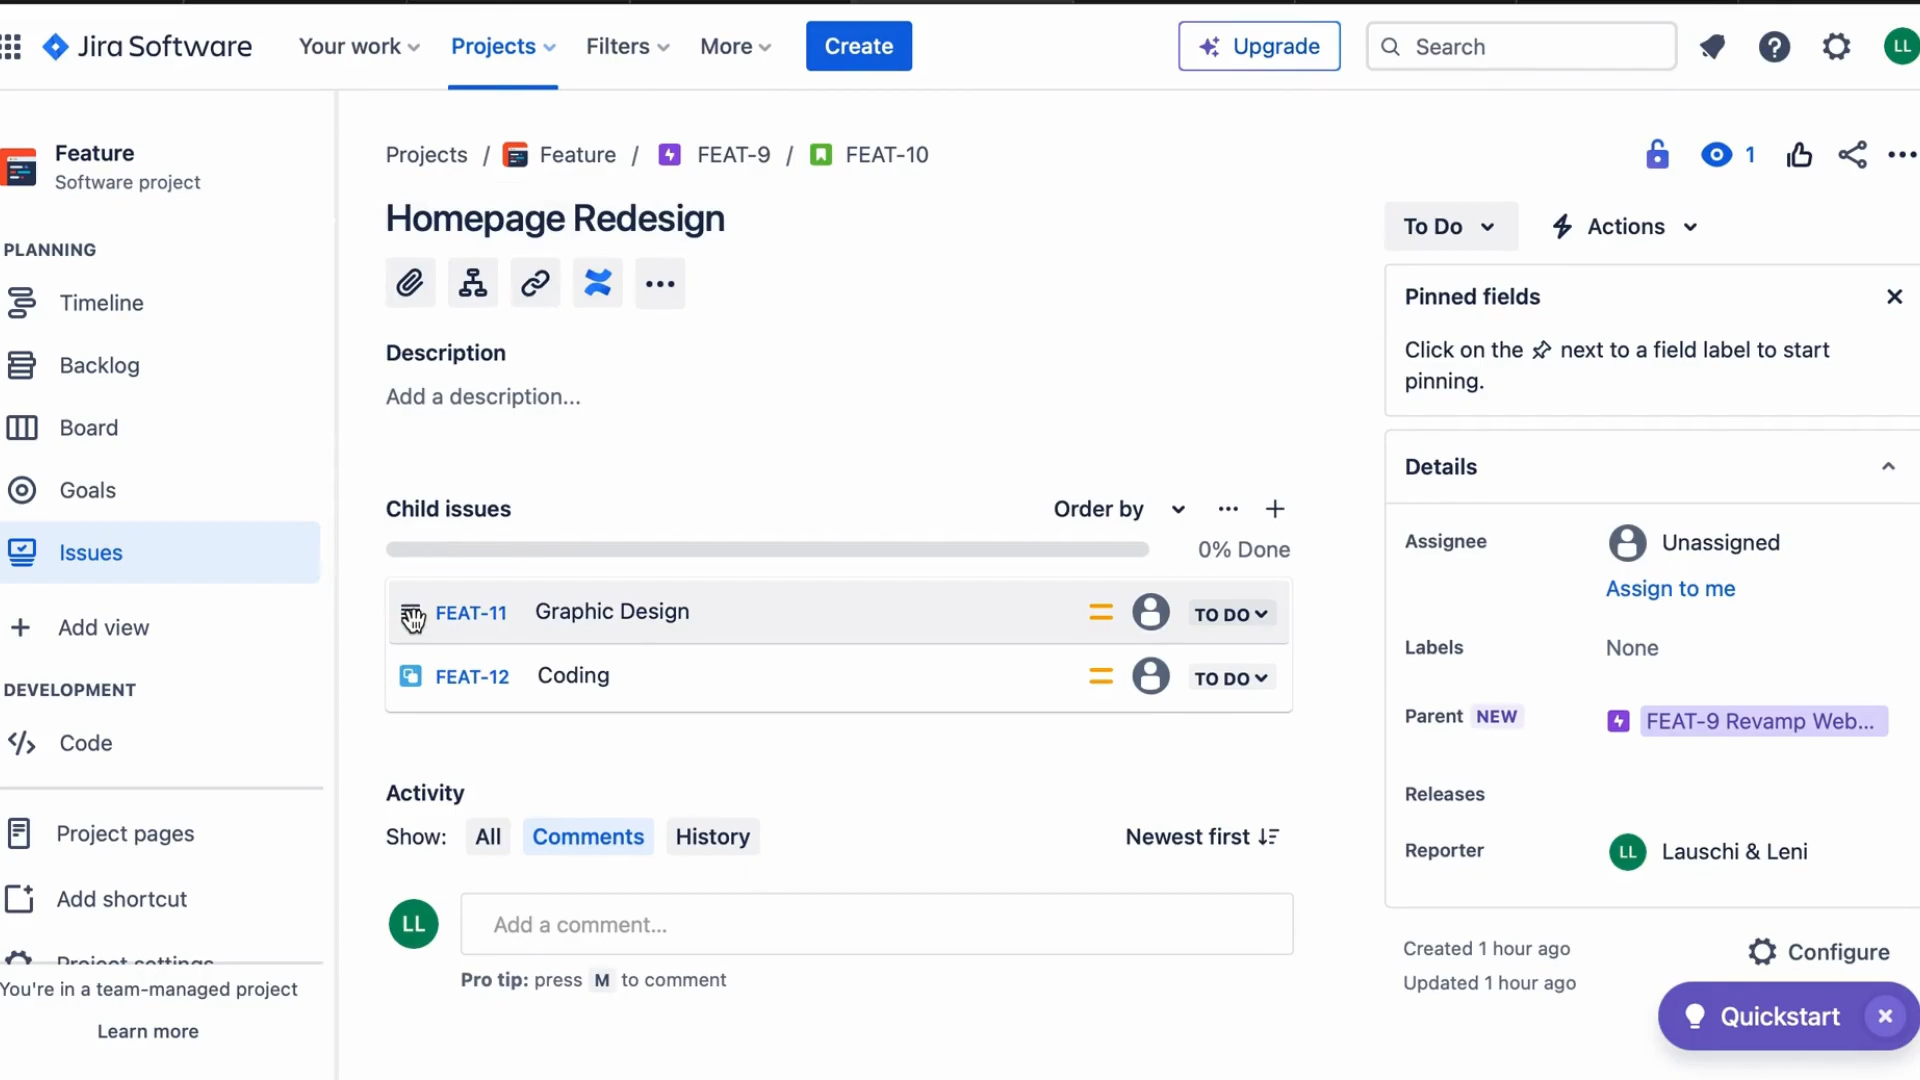 Jira Software
Your work
Projects
Filters
More
Create
Upgrade
Search
LL
Feature
Software project
PLANNING
Timeline
Backlog
Board
Goals
Issues
Add view
DEVELOPMENT
Code
Project pages
Add shortcut
Project settings
You're in a team-managed project
Learn more
Projects / Feature / FEAT-9 / FEAT-10
1
Homepage Redesign
Description
Add a description...
Child issues
Order by
0% Done
FEAT-11 Graphic Design TO DO
FEAT-12 Coding TO DO
Activity
Show: All Comments History
Newest first
LL
Add a comment...
Pro tip: press M to comment
To Do
Actions
Pinned fields
Click on the next to a field label to start
pinning.
Details
Assignee
Unassigned
Assign to me
Labels
None
Parent NEW
FEAT-9 Revamp Web...
Releases
Reporter
LL Lauschi & Leni
Created 1 hour ago
Updated 1 hour ago
Configure
Quickstart